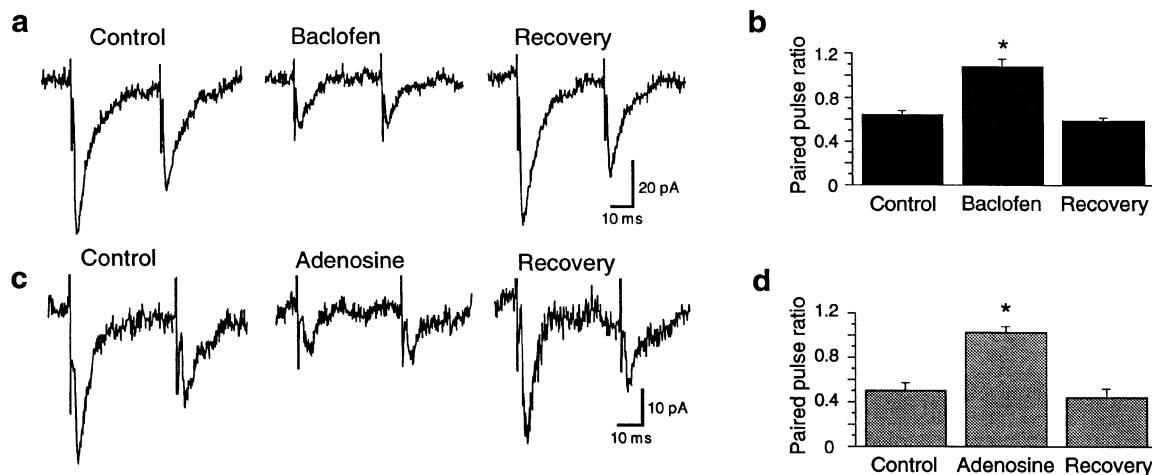 a
Control
Baclofen
Recovery
20 pA
10 ms
b
Paired pulse ratio
1.2
0.8
0.4
0
*
Control
Baclofen
Recovery
c
Control
Adenosine
Recovery
10 pA
10 ms
d
Paired pulse ratio
1.2
0.8
0.4
0
*
Control
Adenosine
Recovery